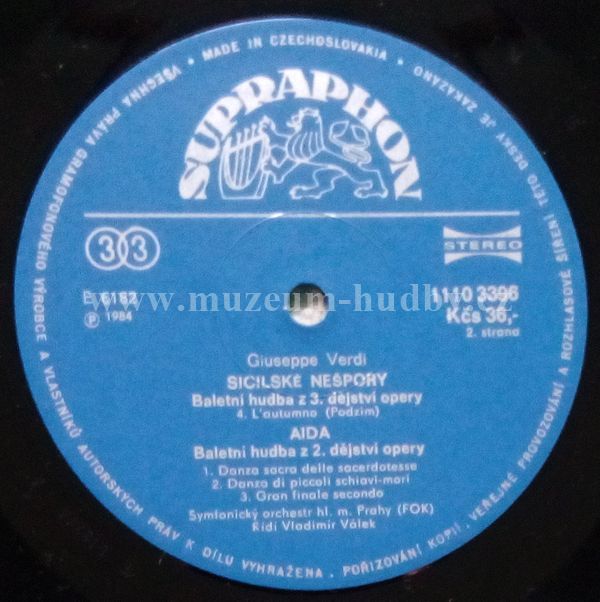 VŠECHNA PRÁVA GRAMOFONOVÉHO VÝROBCE A VLASTNÍKŮ AUTORSKÝCH PRÁV K DÍLU VYHRAŽENA. POŘIZOVÁNÍ KOPIÍ, VEŘEJNÉ PROVOZOVÁNÍ A ROZHLASOVÉ ŠÍŘENÍ TÉTO DESKY JE ZAKÁZÁNO • MADE IN CZECHOSLOVAKIA •
SUPRAPHON
33
STEREO
www.muzeum-hudby
℗ 1984
1110 3396
Kčs 36,-
2. strana
Giuseppe Verdi
SICILSKÉ NEŠPORY
Baletní hudba z 3. dějství opery
4. L'autumno (Podzim)
AIDA
Baletní hudba z 2. dějství opery
1. Danza sacra delle sacerdotesse
2. Danza di piccoli schiavi-mori
3. Gran finale secondo
Symfonický orchestr hl. m. Prahy (FOK)
Řídí Vladimír Válek